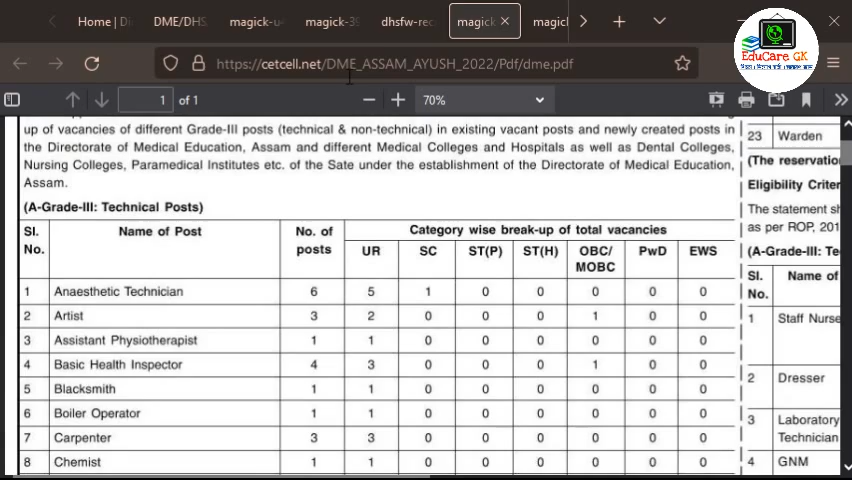 Home | Di
DME/DHS
magick-u4
magick-39
dhsfw-rec
magick
magick
https://cetcell.net/DME_ASSAM_AYUSH_2022/Pdf/dme.pdf
EduCare GK
1 of 1
70%
up of vacancies of different Grade-III posts (technical & non-technical) in existing vacant posts and newly created posts in
the Directorate of Medical Education, Assam and different Medical Colleges and Hospitals as well as Dental Colleges,
Nursing Colleges, Paramedical Institutes etc. of the Sate under the establishment of the Directorate of Medical Education,
Assam.
(A-Grade-III: Technical Posts)
Sl. No. Name of Post No. of posts Category wise break-up of total vacancies
UR SC ST(P) ST(H) OBC/ MOBC PwD EWS
1 Anaesthetic Technician 6 5 1 0 0 0 0 0
2 Artist 3 2 0 0 0 1 0 0
3 Assistant Physiotherapist 1 1 0 0 0 0 0 0
4 Basic Health Inspector 4 3 0 0 0 1 0 0
5 Blacksmith 1 1 0 0 0 0 0 0
6 Boiler Operator 1 1 0 0 0 0 0 0
7 Carpenter 3 3 0 0 0 0 0 0
8 Chemist 1 1 0 0 0 0 0 0
23 Warden
(The reservation
Eligibility Criter
The statement sh
as per ROP, 201
(A-Grade-III: Te
Sl. No. Name of
1 Staff Nurse
2 Dresser
3 Laboratory
Technician
4 GNM